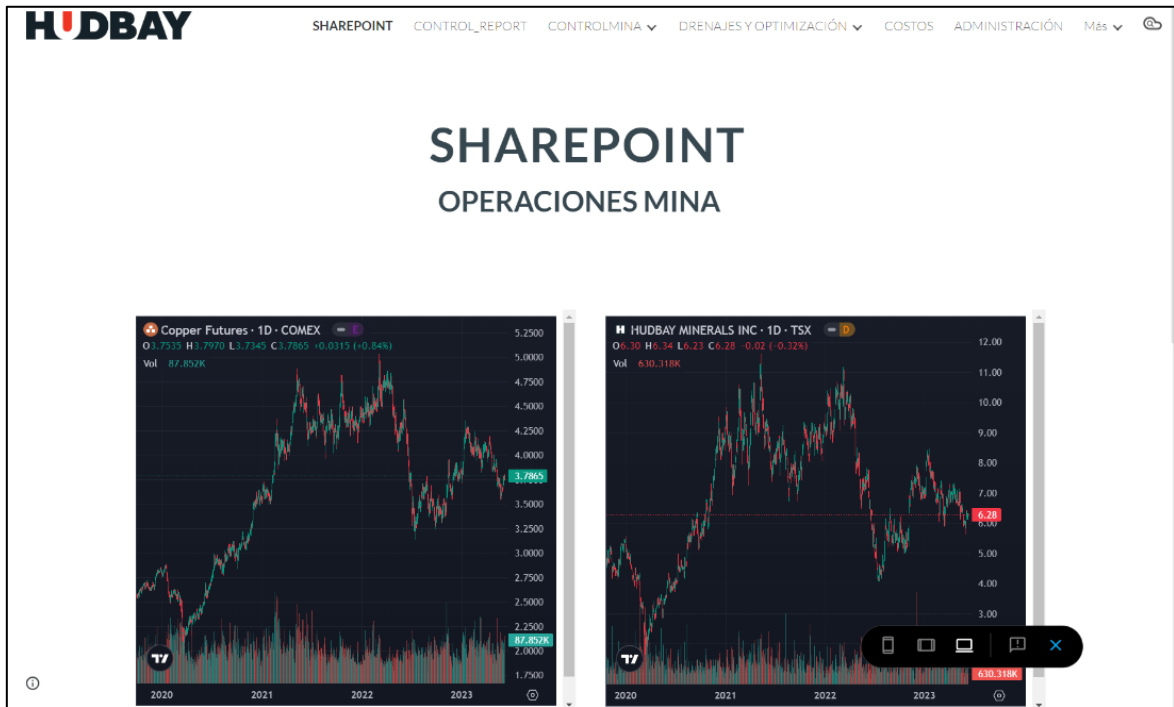 HUDBAY
SHAREPOINT CONTROL_REPORT CONTROLMINA DRENAJES Y OPTIMIZACIÓN COSTOS ADMINISTRACIÓN Más
SHAREPOINT
OPERACIONES MINA
Copper Futures · 1D · COMEX E
O3.7535 H3.7970 L3.7345 C3.7865 +0.0315 (+0.84%)
Vol 87.852K
5.2500
5.0000
4.7500
4.5000
4.2500
4.0000
3.7865
3.5000
3.2500
3.0000
2.7500
2.5000
2.2500
87.852K
2.0000
1.7500
2020 2021 2022 2023
H HUDBAY MINERALS INC · 1D · TSX D
O6.30 H6.34 L6.23 C6.28 -0.02 (-0.32%)
Vol 630.318K
12.00
11.00
10.00
9.00
8.00
7.00
6.28
6.00
5.00
4.00
3.00
630.318K
2020 2021 2022 2023